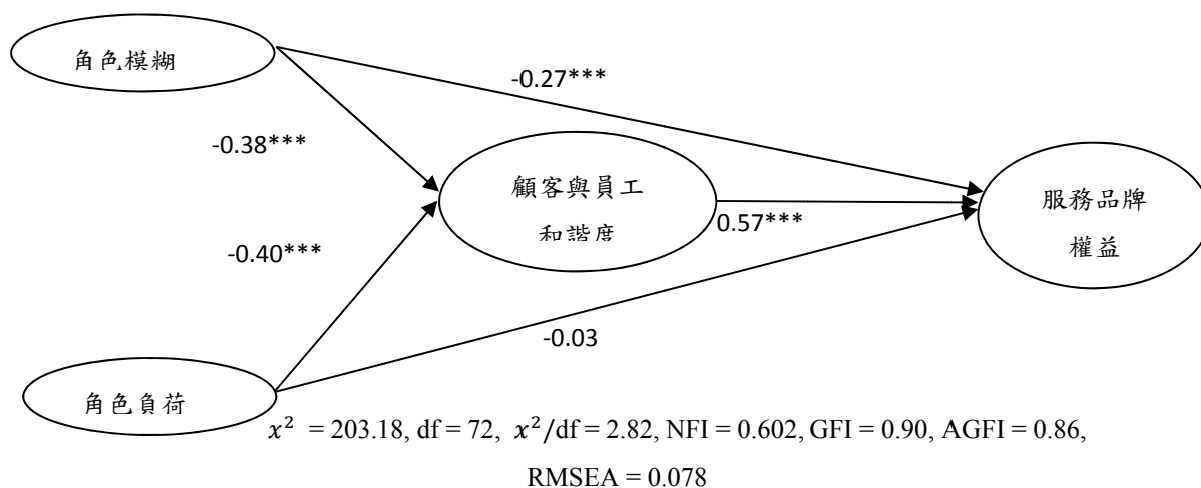 角色模糊
-0.27***
-0.38***
顧客與員工
和諧度
服務品牌
權益
0.57***
-0.40***
-0.03
角色負荷
x² = 203.18, df = 72, x²/df = 2.82, NFI = 0.602, GFI = 0.90, AGFI = 0.86,
RMSEA = 0.078